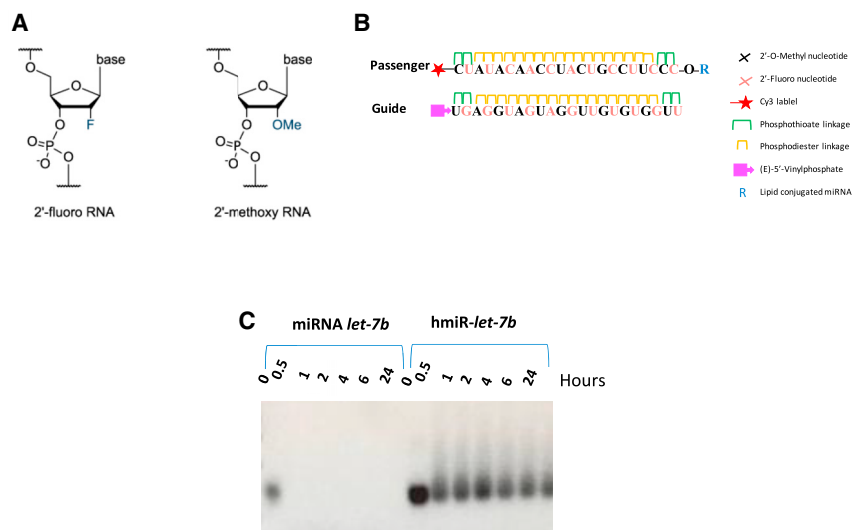 A
O
base
O
O
F
O
P
-O
O
2'-fluoro RNA
O
base
O
O
OMe
O
P
-O
O
2'-methoxy RNA
B
Passenger CUAUACAACCUACUGCCUUCCC-O-R
Guide UGAGGUAGUAGGUUGUGUGGUU
2'-O-Methyl nucleotide
2'-Fluoro nucleotide
Cy3 lablel
Phosphothioate linkage
Phosphodiester linkage
(E)-5'-Vinylphosphate
R Lipid conjugated miRNA
C
miRNA let-7b hmiR-let-7b
0 0.5 1 2 4 6 24 0 0.5 1 2 4 6 24 Hours